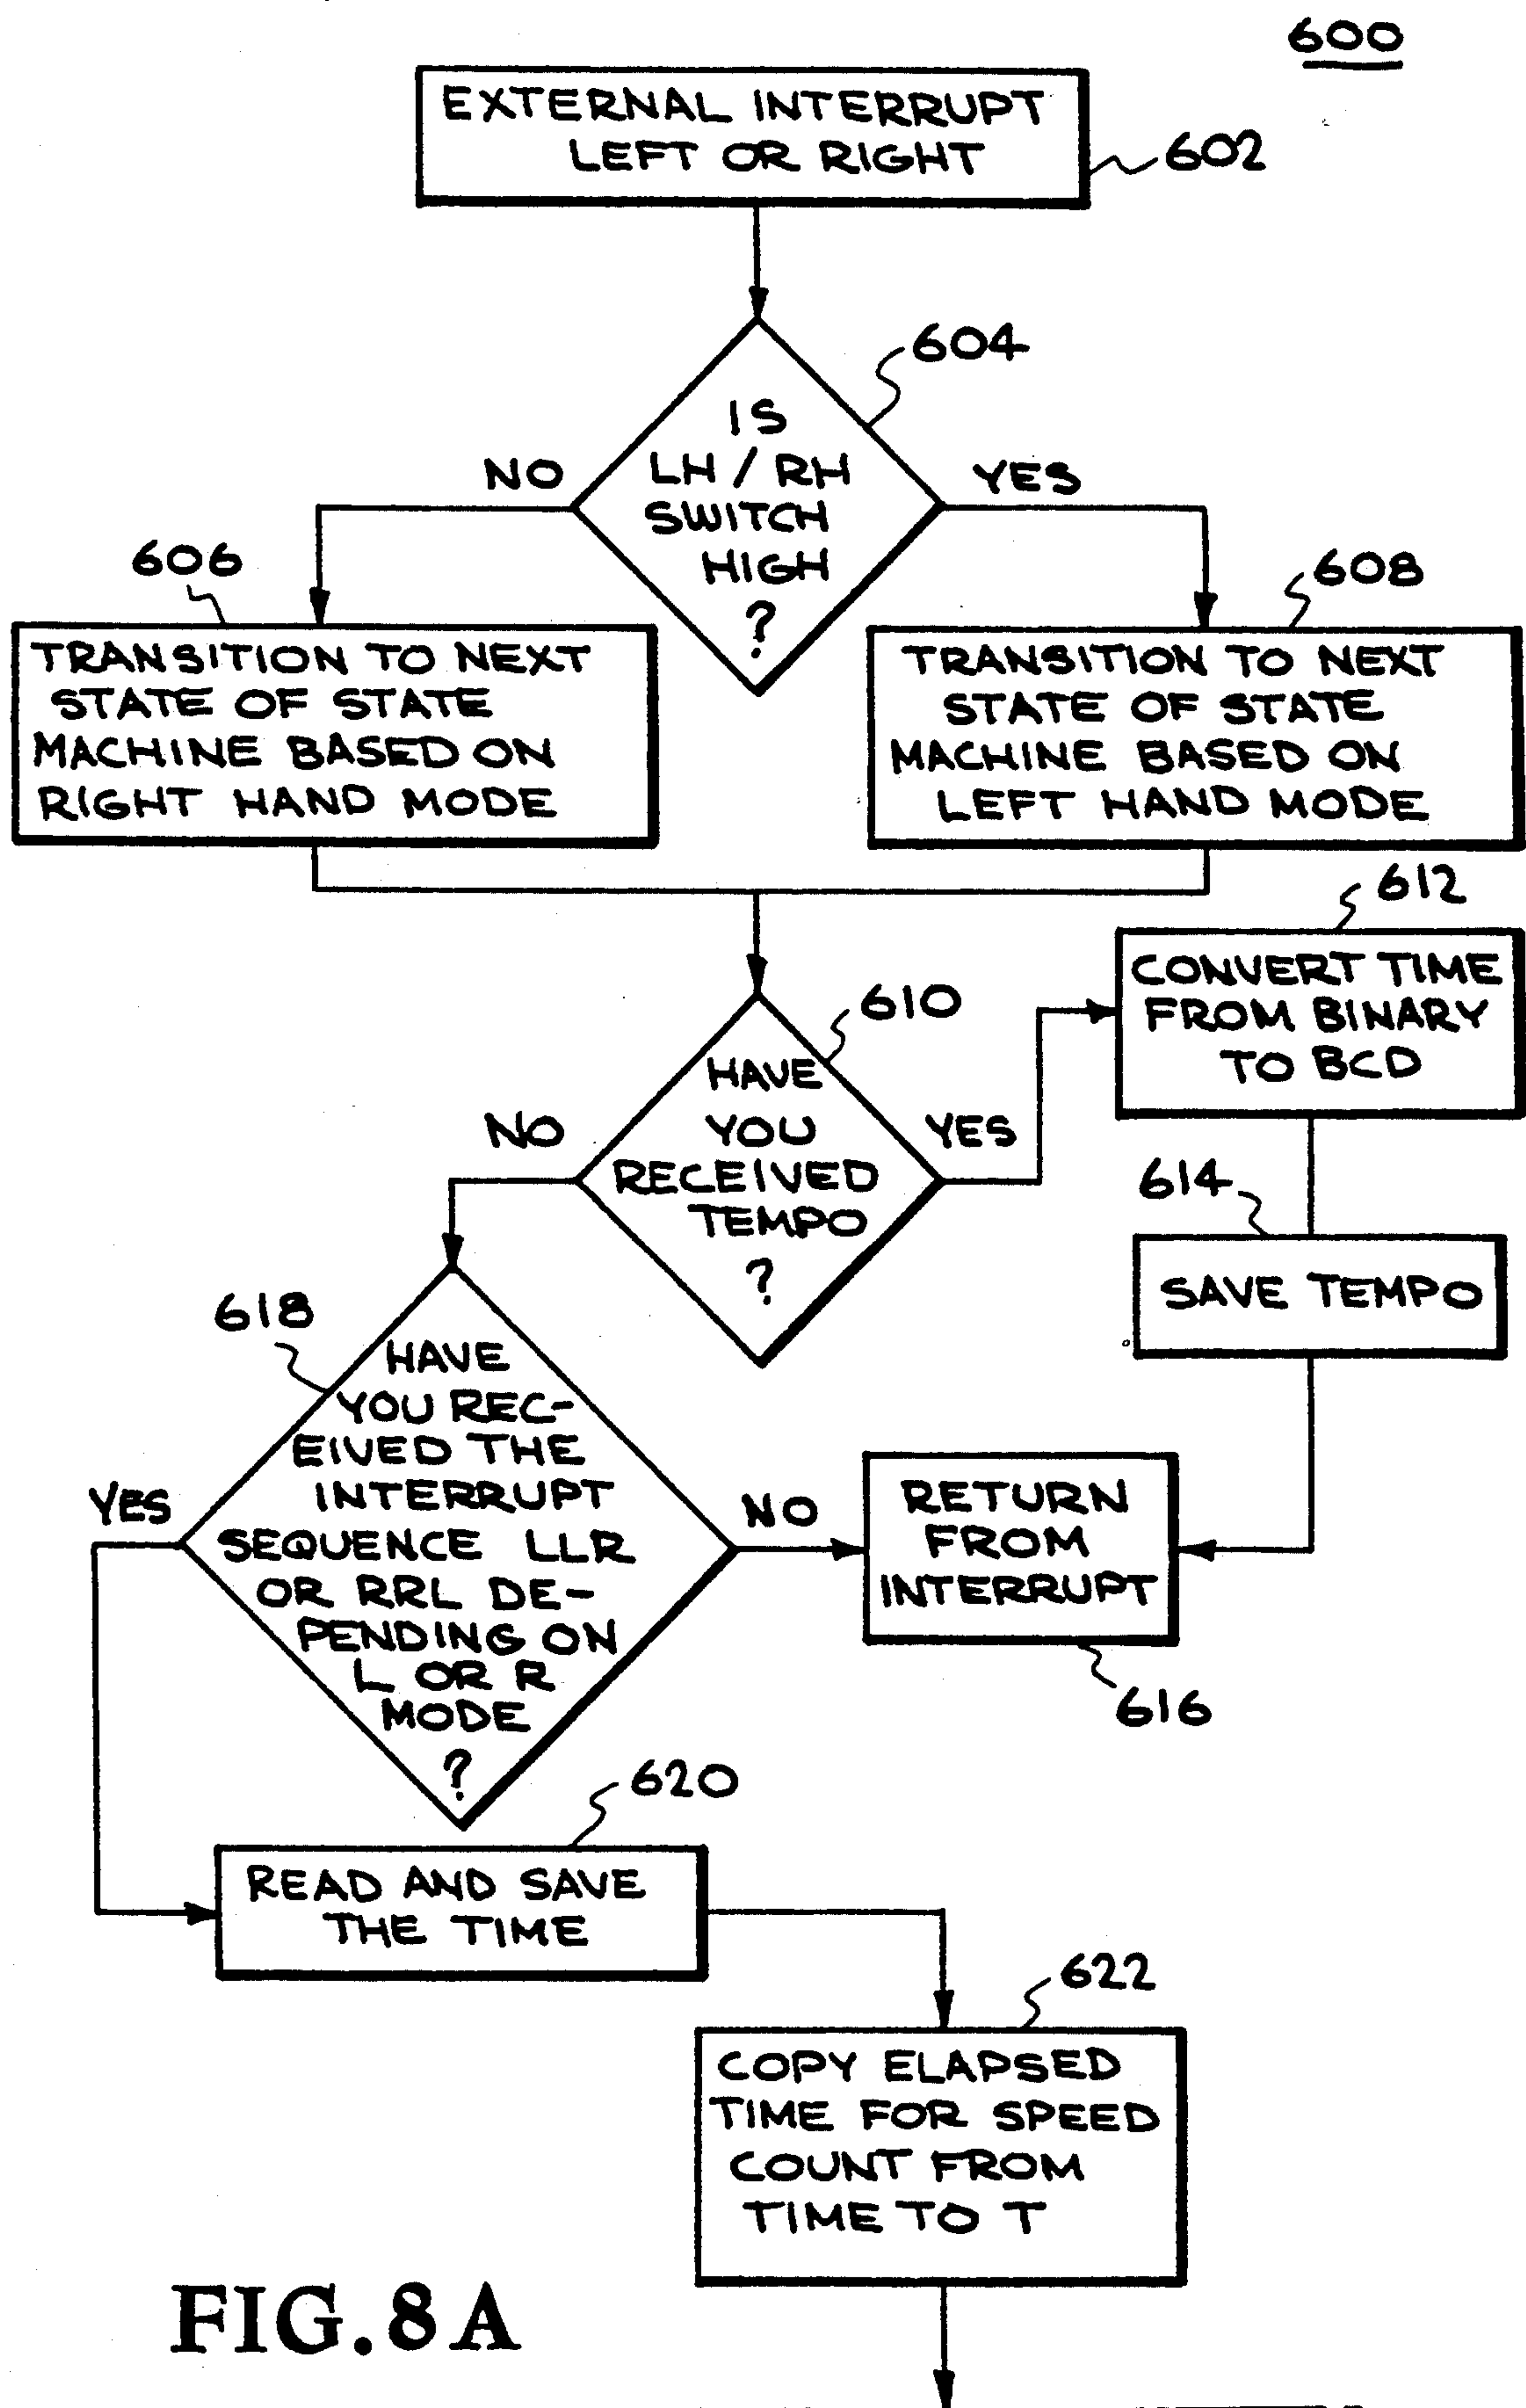 600
EXTERNAL INTERRUPT
LEFT OR RIGHT
602
604
IS
LH / RH
SWITCH
HIGH
?
NO
YES
606
608
TRANSITION TO NEXT
STATE OF STATE
MACHINE BASED ON
RIGHT HAND MODE
TRANSITION TO NEXT
STATE OF STATE
MACHINE BASED ON
LEFT HAND MODE
612
CONVERT TIME
FROM BINARY
TO BCD
610
HAVE
YOU
RECEIVED
TEMPO
?
NO
YES
614
SAVE TEMPO
618
HAVE
YOU REC-
EIVED THE
INTERRUPT
SEQUENCE LLR
OR RRL DE-
PENDING ON
L OR R
MODE
?
YES
NO
RETURN
FROM
INTERRUPT
616
620
READ AND SAVE
THE TIME
622
COPY ELAPSED
TIME FOR SPEED
COUNT FROM
TIME TO T
FIG. 8A